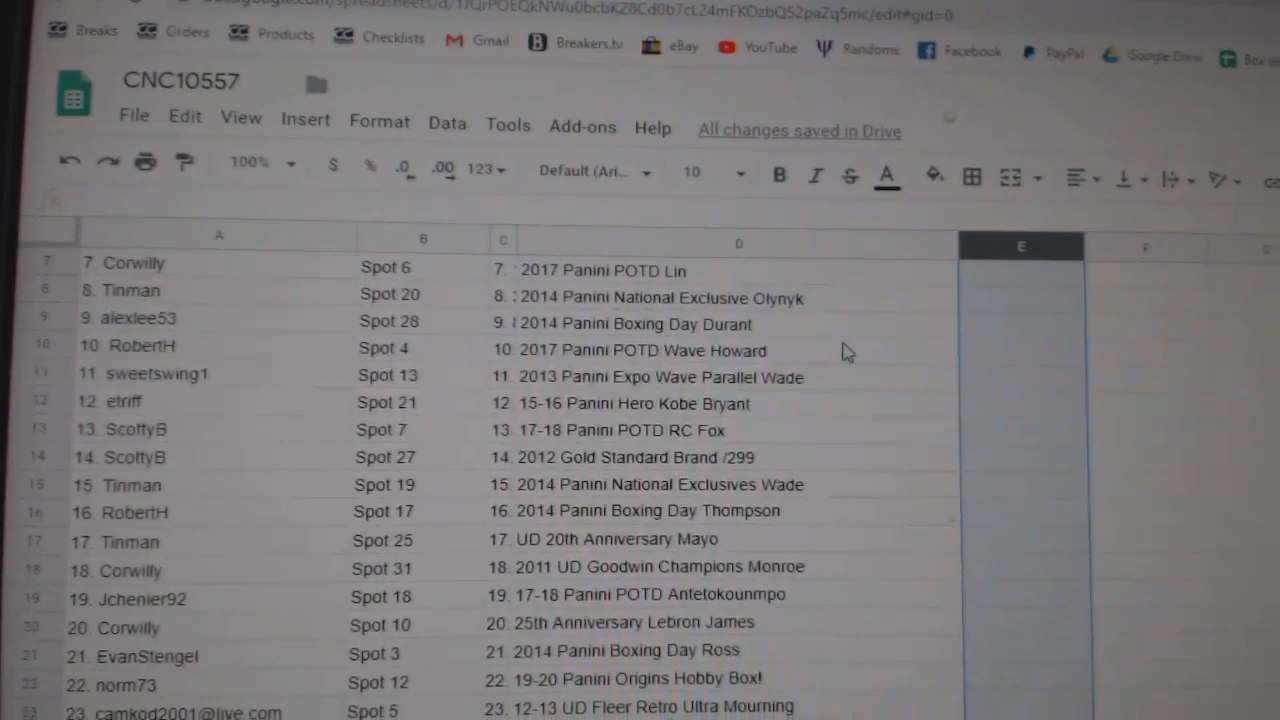 Breaks Orders Products Checklists Gmail Breakers.tv eBay YouTube Randoms Facebook PayPal Google Drive Box
CNC10557
File Edit View Insert Format Data Tools Add-ons Help All changes saved in Drive
100% $ % .0 .00 123 Default (Ari... 10 B I S A
A B C D E F G
7 7 Corwilly Spot 6 7. 2017 Panini POTD Lin
8 8. Tinman Spot 20 8. 2014 Panini National Exclusive Olynyk
9 9. alexlee53 Spot 28 9. 2014 Panini Boxing Day Durant
10 10 RobertH Spot 4 10 2017 Panini POTD Wave Howard
11 11 sweetswing1 Spot 13 11. 2013 Panini Expo Wave Parallel Wade
12 12. etriff Spot 21 12. 15-16 Panini Hero Kobe Bryant
13 13. ScottyB Spot 7 13. 17-18 Panini POTD RC Fox
14 14. ScottyB Spot 27 14. 2012 Gold Standard Brand /299
15 15. Tinman Spot 19 15. 2014 Panini National Exclusives Wade
16 16 RobertH Spot 17 16. 2014 Panini Boxing Day Thompson
17 17. Tinman Spot 25 17. UD 20th Anniversary Mayo
18 18. Corwilly Spot 31 18. 2011 UD Goodwin Champions Monroe
19 19. Jchenier92 Spot 18 19. 17-18 Panini POTD Antetokounmpo
20 20. Corwilly Spot 10 20. 25th Anniversary Lebron James
21 21. EvanStengel Spot 3 21. 2014 Panini Boxing Day Ross
22 22. norm73 Spot 12 22. 19-20 Panini Origins Hobby Box!
23 23. camkod2001@live.com Spot 5 23. 12-13 UD Fleer Retro Ultra Mourning